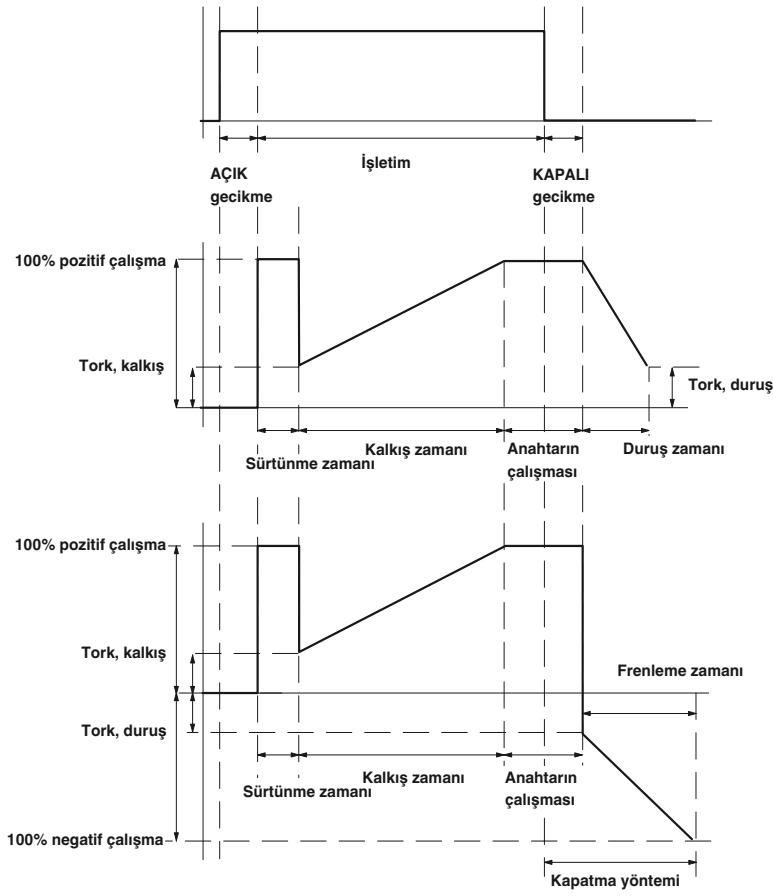 İşletim
AÇIK
gecikme
KAPALI
gecikme
100% pozitif çalışma
Tork, kalkış
Tork, duruş
Sürtünme zamanı
Kalkış zamanı
Anahtarın
çalışması
Duruş zamanı
100% pozitif çalışma
Tork, kalkış
Frenleme zamanı
Tork, duruş
Sürtünme zamanı
Kalkış zamanı
Anahtarın
çalışması
100% negatif çalışma
Kapatma yöntemi